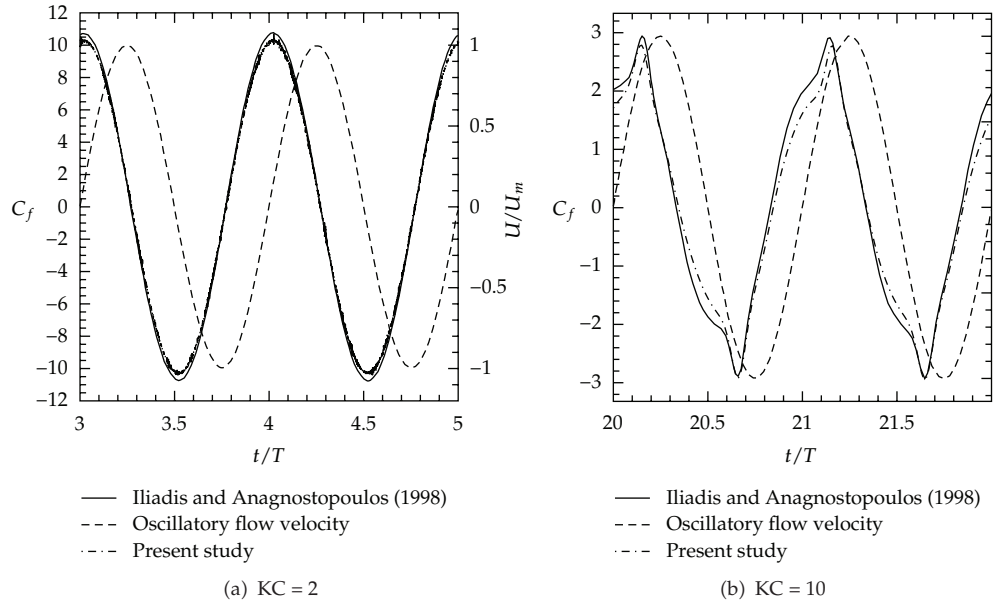 12
10
8
6
4
2
0
−2
−4
−6
−8
−10
−12
C_f
1
0.5
0
−0.5
−1
U/U_m
3
3.5
4
4.5
5
t/T
Iliadis and Anagnostopoulos (1998)
Oscillatory flow velocity
Present study
(a) KC = 2
3
2
1
0
−1
−2
−3
C_f
20
20.5
21
21.5
t/T
Iliadis and Anagnostopoulos (1998)
Oscillatory flow velocity
Present study
(b) KC = 10